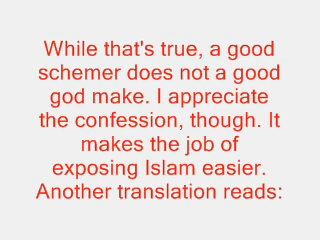 While that's true, a good
schemer does not a good
god make. I appreciate
the confession, though. It
makes the job of
exposing Islam easier.
Another translation reads: